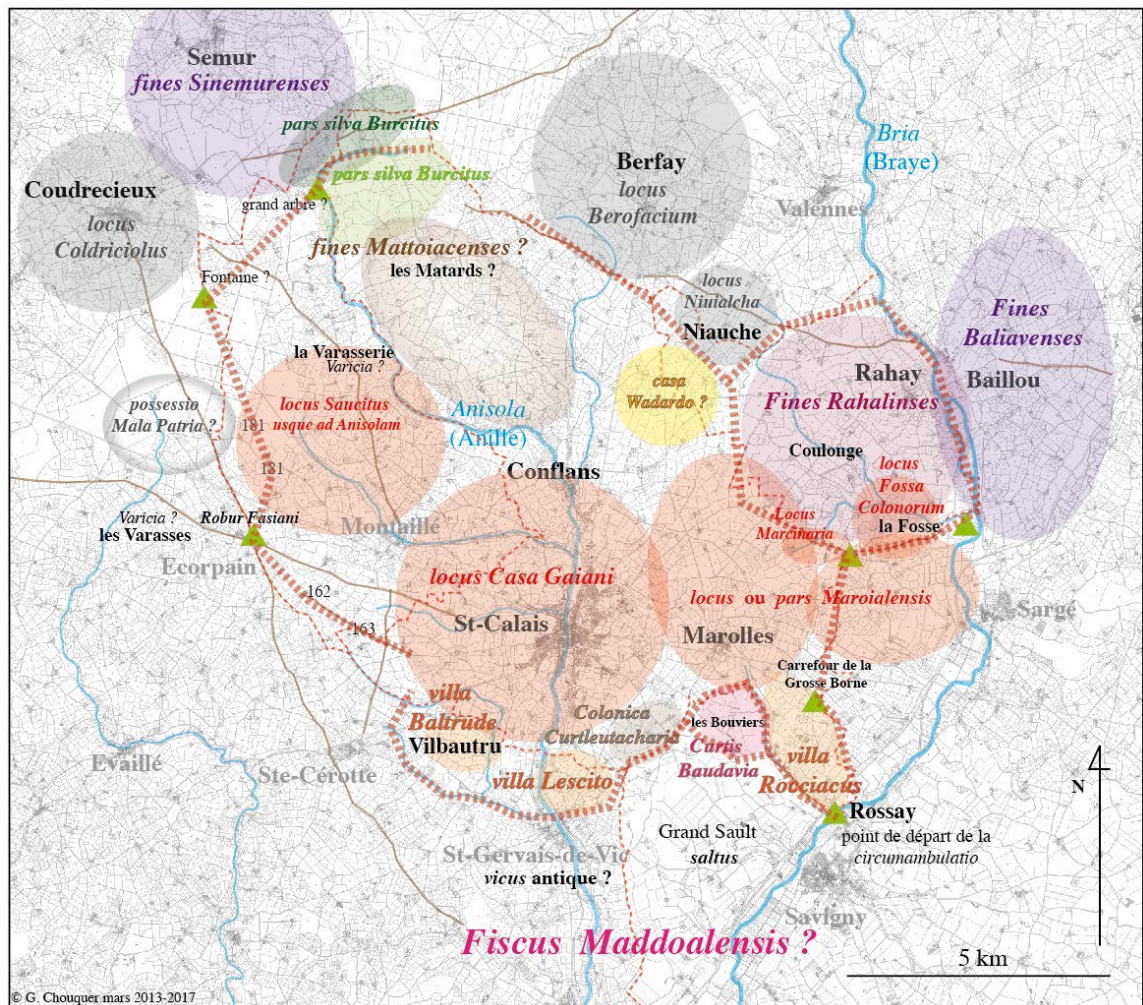 Semur
fines Sinemurenses
pars silva Burcitus
Bria
(Braye)
Berfay
locus
Berofacium
pars silva Burcitus
Coudrecieux
locus
Coldriciolus
grand arbre ?
Valennes
fines Mattoiacenses ?
les Matards ?
Fontaine ?
locus
Niuialcha
Niauche
Fines
Baliavenses
la Varasserie
Varicia ?
Rahay
Fines Rahalinses
Baillou
casa
Wadardo ?
possessio
Mala Patria ?
locus Saucitus
usque ad Anisolam
181
181
Anisola
(Anille)
Coulonge
Conflans
locus
Fossa
Colonorum
la Fosse
Varicia ?
les Varasses
Robur Fasiani
Montaillé
Locus
Marcinaria
Ecorpain
locus Casa Gaiani
162
163
St-Calais
locus ou pars Maroialensis
Marolles
Sargé
Carrefour de la
Grosse Borne
villa
Baltrude
Vilbautru
Colonica
Curtleutacharia
les Bouviers
Curtis
Baudavia
villa
Rocciacus
Evaillé
Ste-Cérotte
villa Lescito
Rossay
point de départ de la
circumambulatio
Grand Sault
saltus
N
St-Gervais-de-Vic
vicus antique ?
Savigny
Fiscus Maddoalensis ?
5 km
© G. Chouquer mars 2013-2017